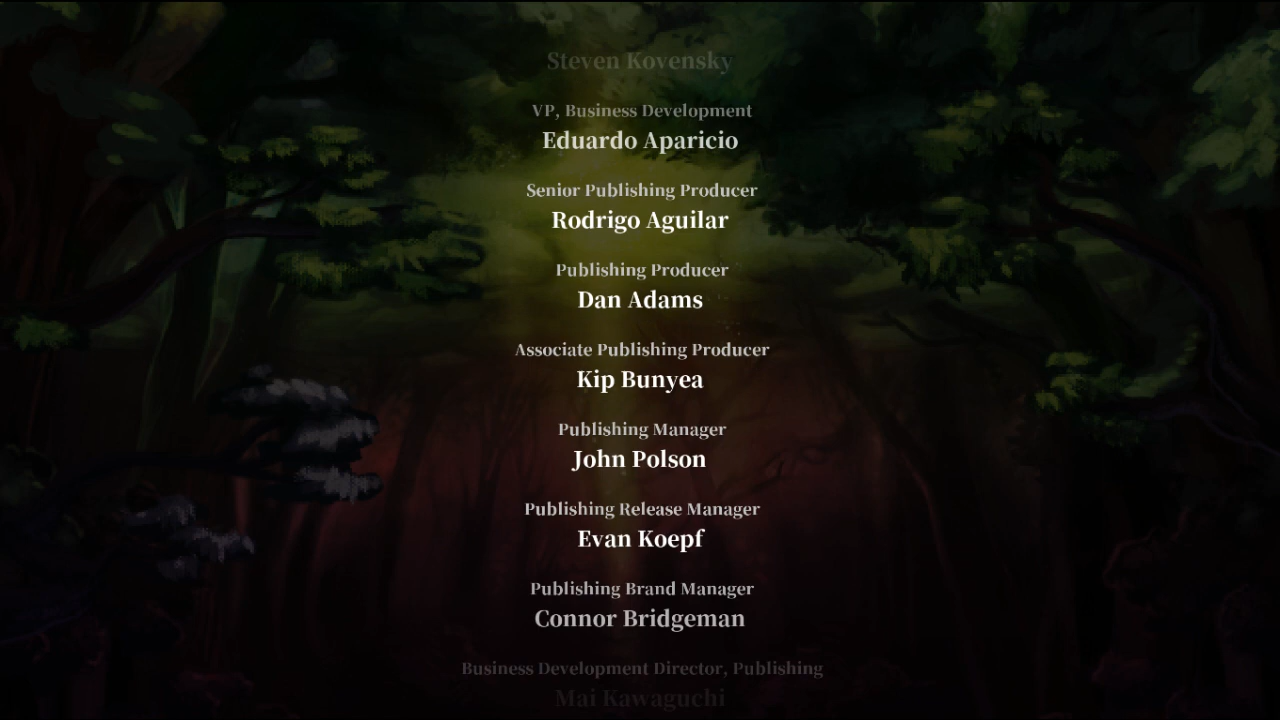 Steven Kovensky
VP, Business Development
Eduardo Aparicio
Senior Publishing Producer
Rodrigo Aguilar
Publishing Producer
Dan Adams
Associate Publishing Producer
Kip Bunyea
Publishing Manager
John Polson
Publishing Release Manager
Evan Koepf
Publishing Brand Manager
Connor Bridgeman
Business Development Director, Publishing
Mai Kawaguchi